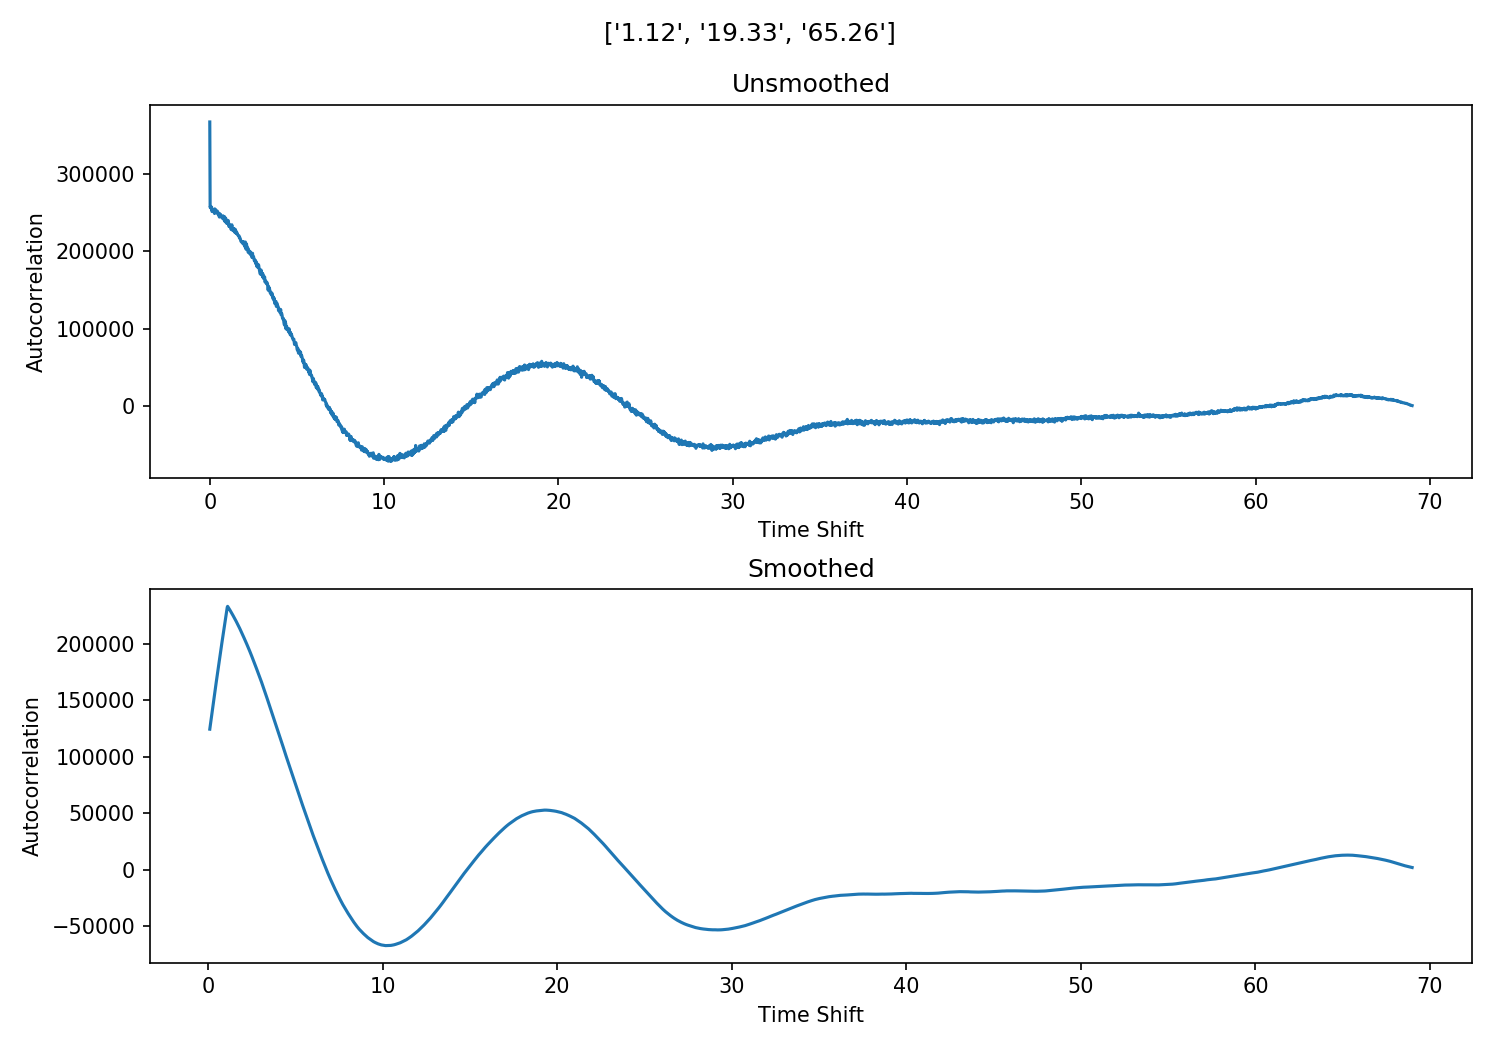 ['1.12', '19.33', '65.26']
Unsmoothed
Autocorrelation
300000
200000
100000
0
0 10 20 30 40 50 60 70
Time Shift
Smoothed
Autocorrelation
200000
150000
100000
50000
0
−50000
0 10 20 30 40 50 60 70
Time Shift